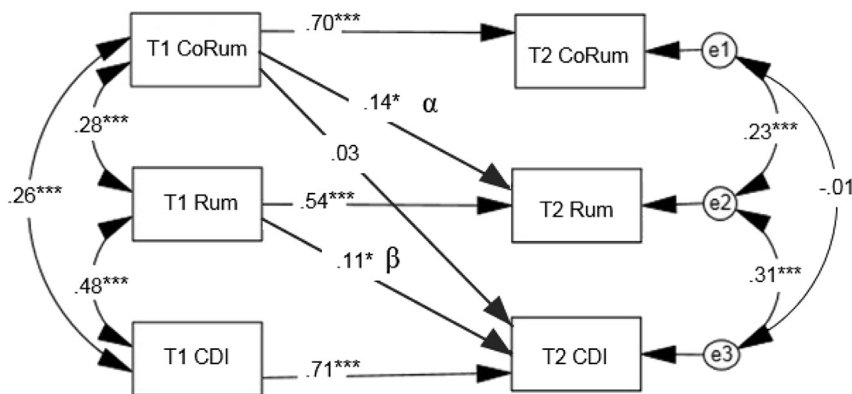 T1 CoRum
.70***
T2 CoRum
e1
.14* α
.28***
.23***
.03
.26***
T1 Rum
.54***
T2 Rum
e2
-.01
.11* β
.48***
.31***
T1 CDI
.71***
T2 CDI
e3